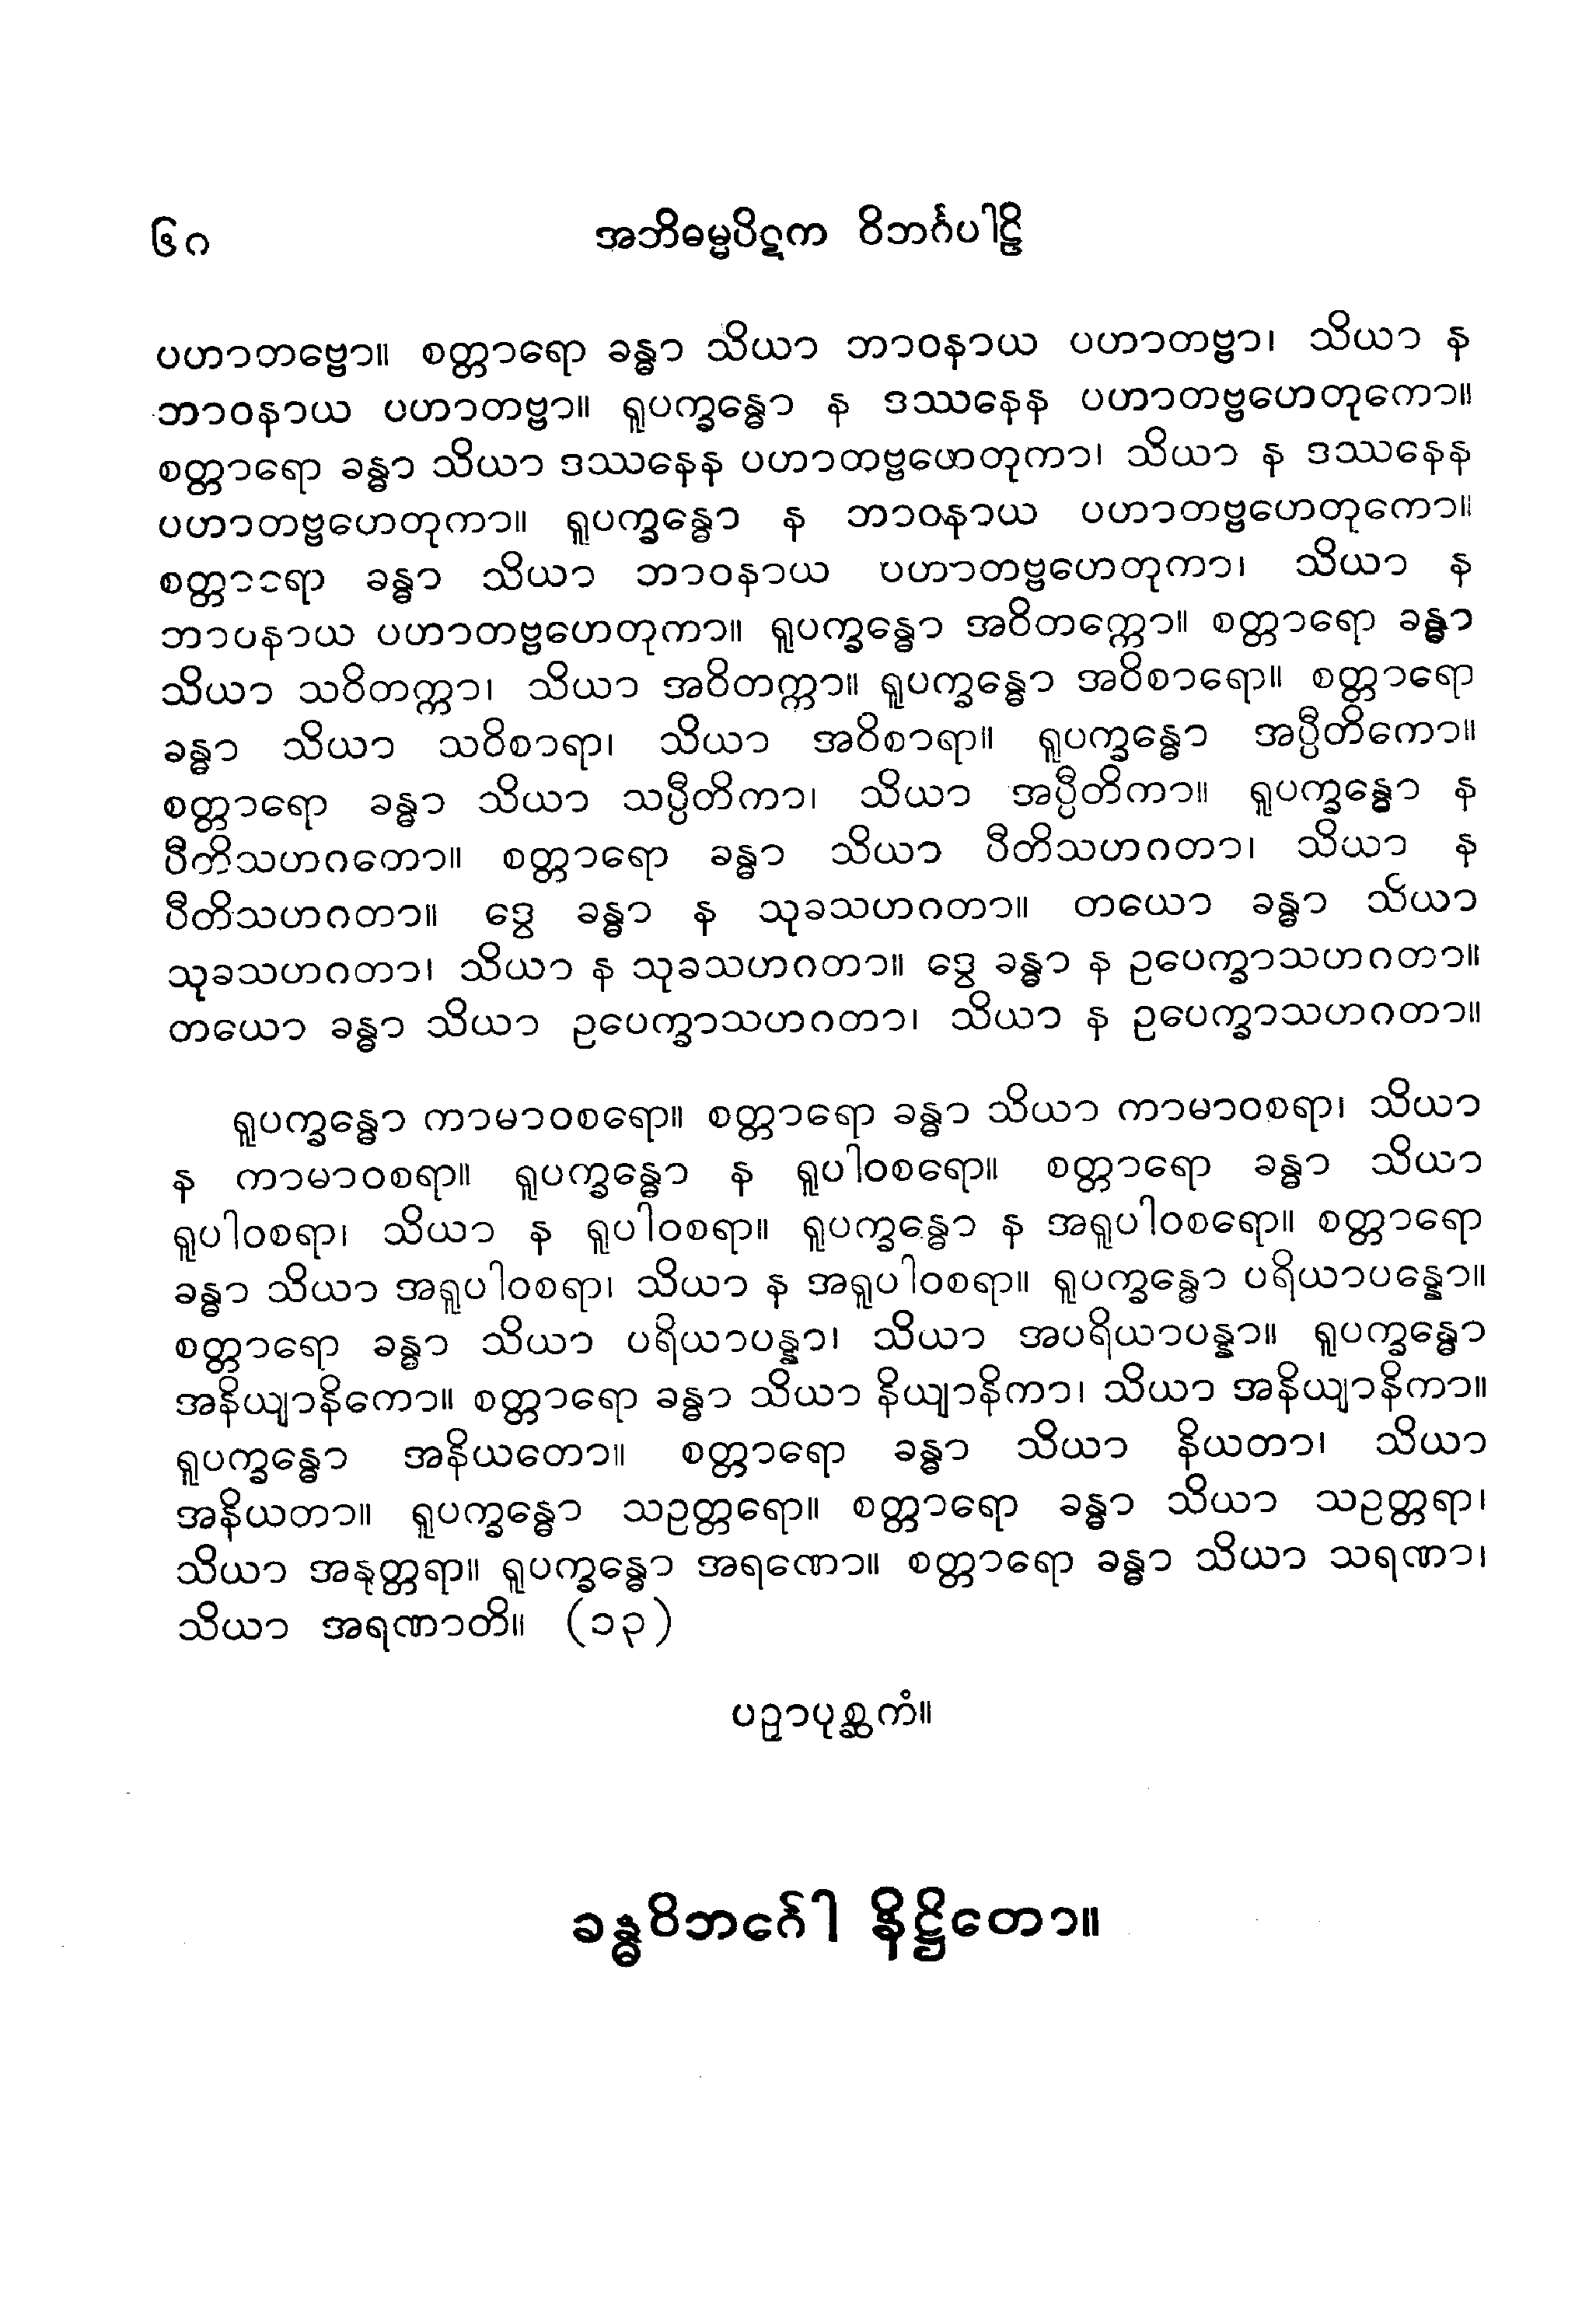 ၆၈ အဘိဓမ္မပိဋက ဝိဘင်္ဂပါဠိ
ပဟာတဗ္ဗော။ စတ္တာရော ခန္ဓာ သိယာ ဘာဝနာယ ပဟာတဗ္ဗာ၊ သိယာ န
ဘာဝနာယ ပဟာတဗ္ဗာ။ ရူပက္ခန္ဓော န ဒဿနေန ပဟာတဗ္ဗဟေတုကော။
စတ္တာရော ခန္ဓာ သိယာ ဒဿနေန ပဟာတဗ္ဗဟေတုကာ၊ သိယာ န ဒဿနေန
ပဟာတဗ္ဗဟေတုကာ။ ရူပက္ခန္ဓော န ဘာဝနာယ ပဟာတဗ္ဗဟေတုကော။
စတ္တာရော ခန္ဓာ သိယာ ဘာဝနာယ ပဟာတဗ္ဗဟေတုကာ၊ သိယာ န
ဘာဝနာယ ပဟာတဗ္ဗဟေတုကာ။ ရူပက္ခန္ဓော အဝိတက္ကော။ စတ္တာရော ခန္ဓာ
သိယာ သဝိတက္ကာ၊ သိယာ အဝိတက္ကာ။ ရူပက္ခန္ဓော အဝိစာရော။ စတ္တာရော
ခန္ဓာ သိယာ သဝိစာရာ၊ သိယာ အဝိစာရာ။ ရူပက္ခန္ဓော အပ္ပီတိကော။
စတ္တာရော ခန္ဓာ သိယာ သပ္ပီတိကာ၊ သိယာ အပ္ပီတိကာ။ ရူပက္ခန္ဓော န
ပီတိသဟဂတော။ စတ္တာရော ခန္ဓာ သိယာ ပီတိသဟဂတာ၊ သိယာ န
ပီတိသဟဂတာ။ ဒွေ ခန္ဓာ န သုခသဟဂတာ။ တယော ခန္ဓာ သိယာ
သုခသဟဂတာ၊ သိယာ န သုခသဟဂတာ။ ဒွေ ခန္ဓာ န ဥပေက္ခာသဟဂတာ။
တယော ခန္ဓာ သိယာ ဥပေက္ခာသဟဂတာ၊ သိယာ န ဥပေက္ခာသဟဂတာ။
ရူပက္ခန္ဓော ကာမာဝစရော။ စတ္တာရော ခန္ဓာ သိယာ ကာမာဝစရာ၊ သိယာ
န ကာမာဝစရာ။ ရူပက္ခန္ဓော န ရူပါဝစရော။ စတ္တာရော ခန္ဓာ သိယာ
ရူပါဝစရာ၊ သိယာ န ရူပါဝစရာ။ ရူပက္ခန္ဓော န အရူပါဝစရော။ စတ္တာရော
ခန္ဓာ သိယာ အရူပါဝစရာ၊ သိယာ န အရူပါဝစရာ။ ရူပက္ခန္ဓော ပရိယာပန္နော။
စတ္တာရော ခန္ဓာ သိယာ ပရိယာပန္နာ၊ သိယာ အပရိယာပန္နာ။ ရူပက္ခန္ဓော
အနိယျာနိကော။ စတ္တာရော ခန္ဓာ သိယာ နိယျာနိကာ၊ သိယာ အနိယျာနိကာ။
ရူပက္ခန္ဓော အနိယတော။ စတ္တာရော ခန္ဓာ သိယာ နိယတာ၊ သိယာ
အနိယတာ။ ရူပက္ခန္ဓော သဥတ္တရော။ စတ္တာရော ခန္ဓာ သိယာ သဥတ္တရာ၊
သိယာ အနုတ္တရာ။ ရူပက္ခန္ဓော အရဏော။ စတ္တာရော ခန္ဓာ သိယာ သရဏာ၊
သိယာ အရဏာတိ။ (၁၃)
ပဉှာပုစ္ဆကံ။
ခန္ဓဝိဘင်္ဂေါ နိဋ္ဌိတော။